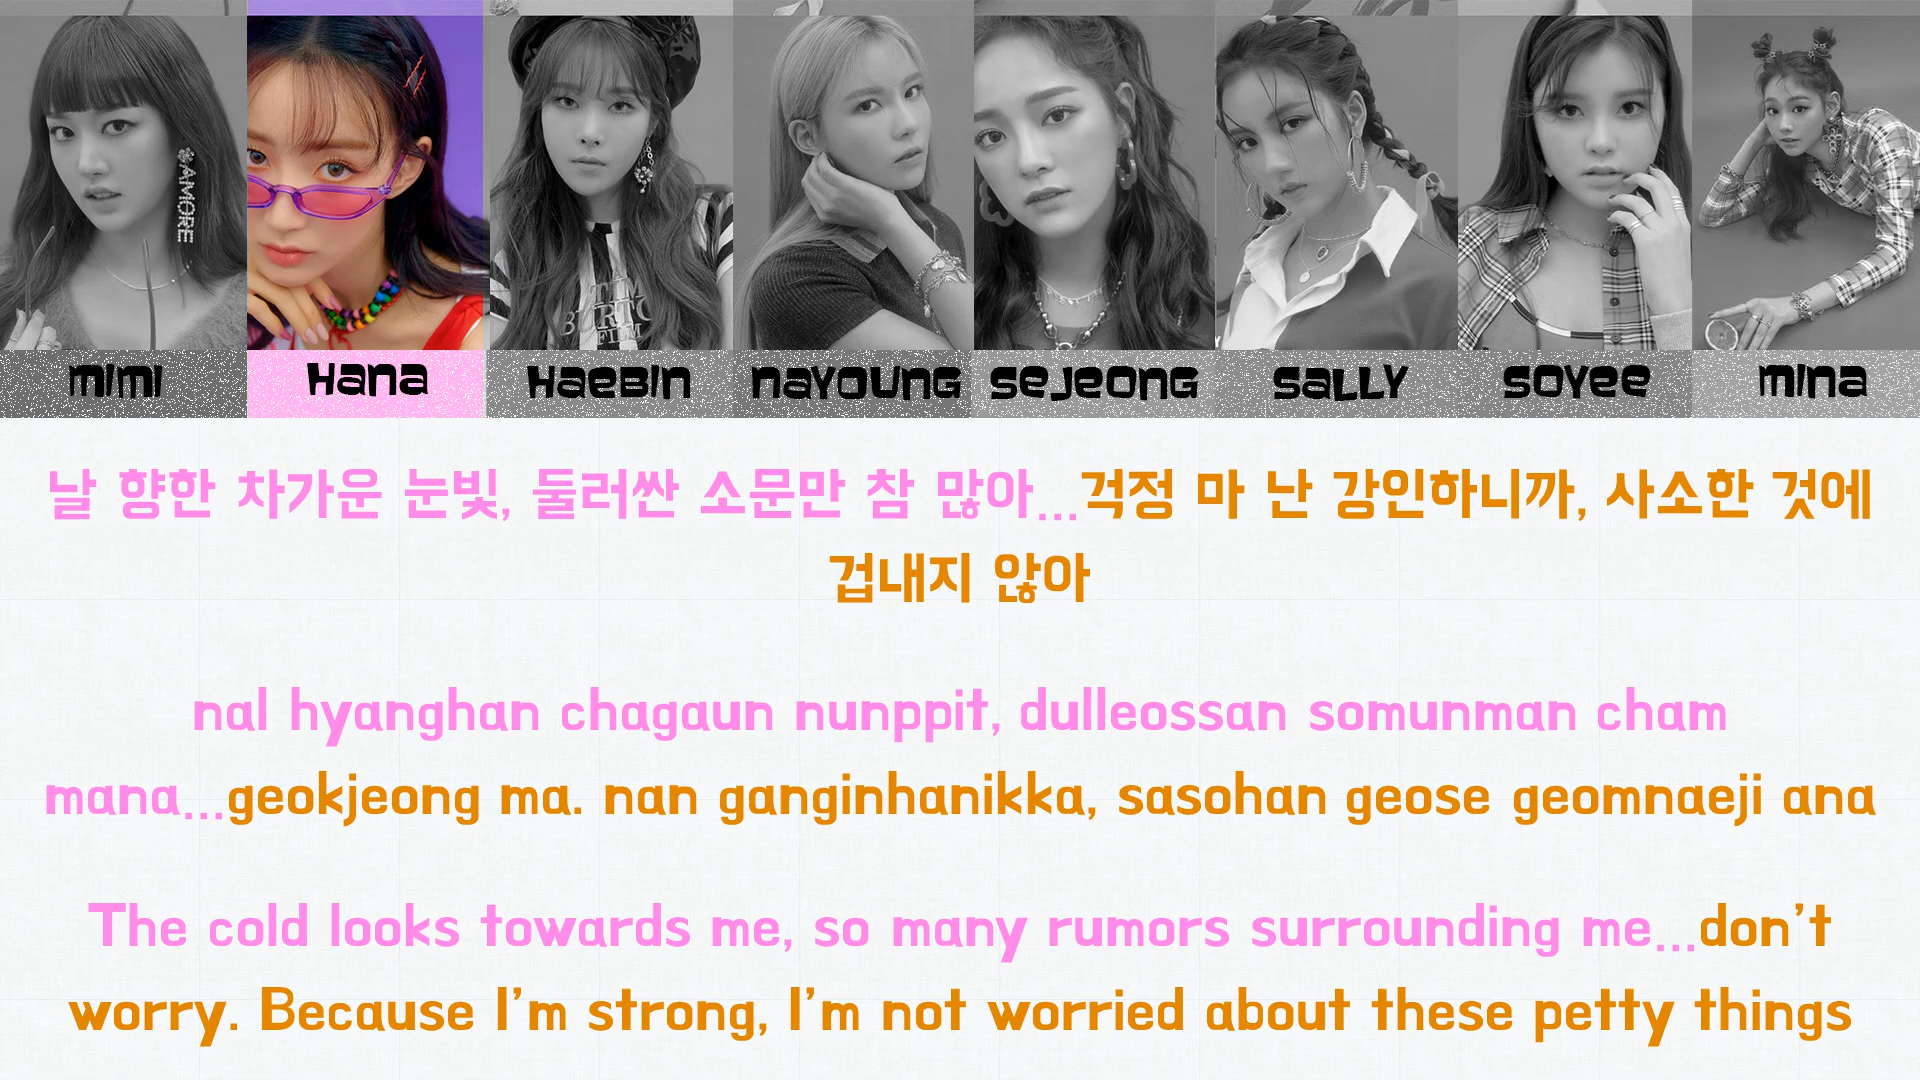 *AMORE
TIM
BURTO
FILM
MIMI
Hana
HaeBIn
naYOUNG
SeJeONG
SaLLY
SOYee
MIna
날 향한 차가운 눈빛, 둘러싼 소문만 참 많아...걱정 마 난 강인하니까, 사소한 것에
겁내지 않아
nal hyanghan chagaun nunppit, dulleossan somunman cham
mana...geokjeong ma. nan ganginhanikka, sasohan geose geomnaeji ana
The cold looks towards me, so many rumors surrounding me...don't
worry. Because I'm strong, I'm not worried about these petty things